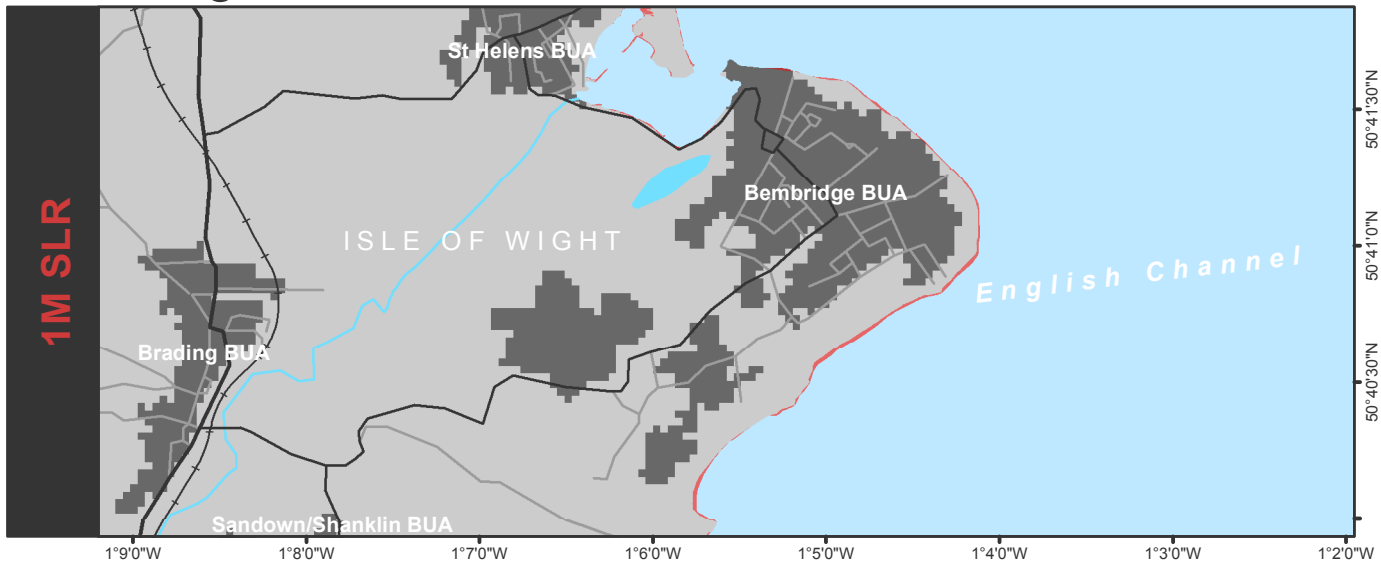 1M SLR
St Helens BUA
Bembridge BUA
ISLE OF WIGHT
English Channel
Brading BUA
Sandown/Shanklin BUA
50°41'30"N
50°41'0"N
50°40'30"N
1°9'0"W
1°8'0"W
1°7'0"W
1°6'0"W
1°5'0"W
1°4'0"W
1°3'0"W
1°2'0"W